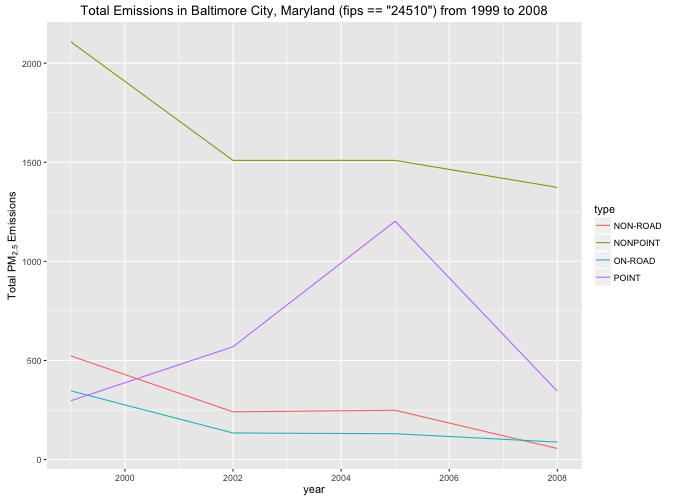 Total Emissions in Baltimore City, Maryland (fips == "24510") from 1999 to 2008
Total PM2.5 Emissions
2000
1500
1000
500
0
2000
2002
2004
2006
2008
year
type
NON-ROAD
NONPOINT
ON-ROAD
POINT